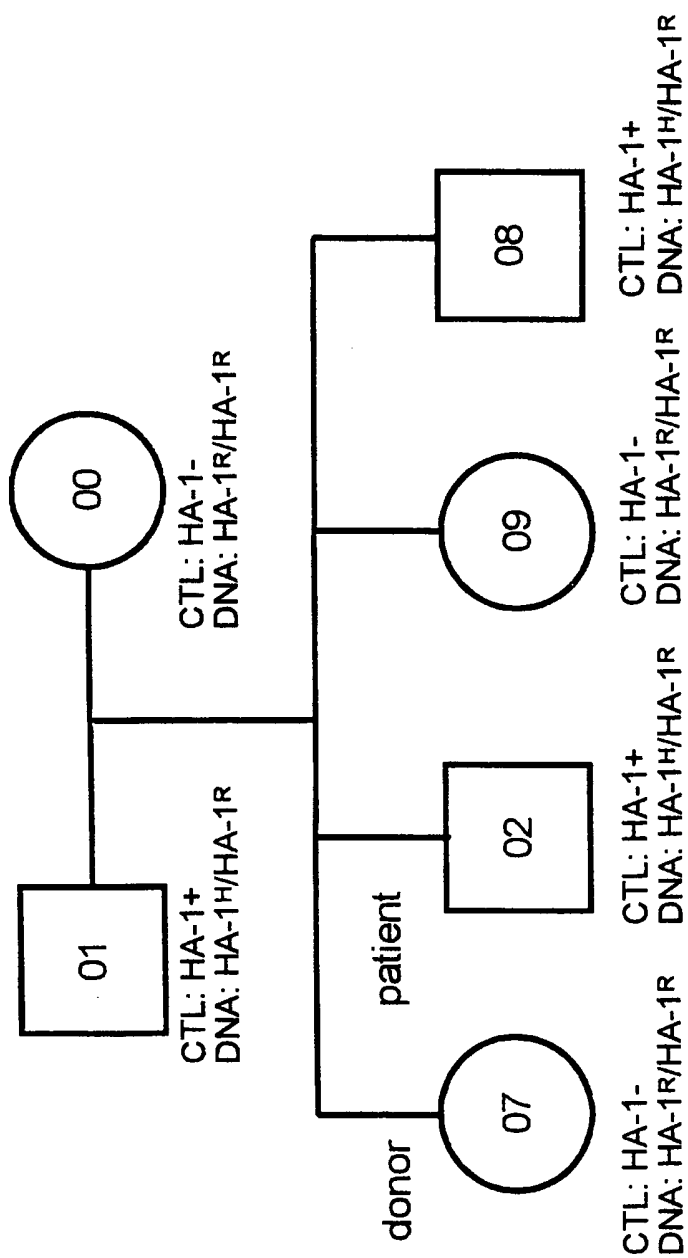 01
CTL: HA-1+
DNA: HA-1ᴴ/HA-1ᴿ
00
CTL: HA-1-
DNA: HA-1ᴿ/HA-1ᴿ
donor
07
CTL: HA-1-
DNA: HA-1ᴿ/HA-1ᴿ
patient
02
CTL: HA-1+
DNA: HA-1ᴴ/HA-1ᴿ
09
CTL: HA-1-
DNA: HA-1ᴿ/HA-1ᴿ
08
CTL: HA-1+
DNA: HA-1ᴴ/HA-1ᴿ